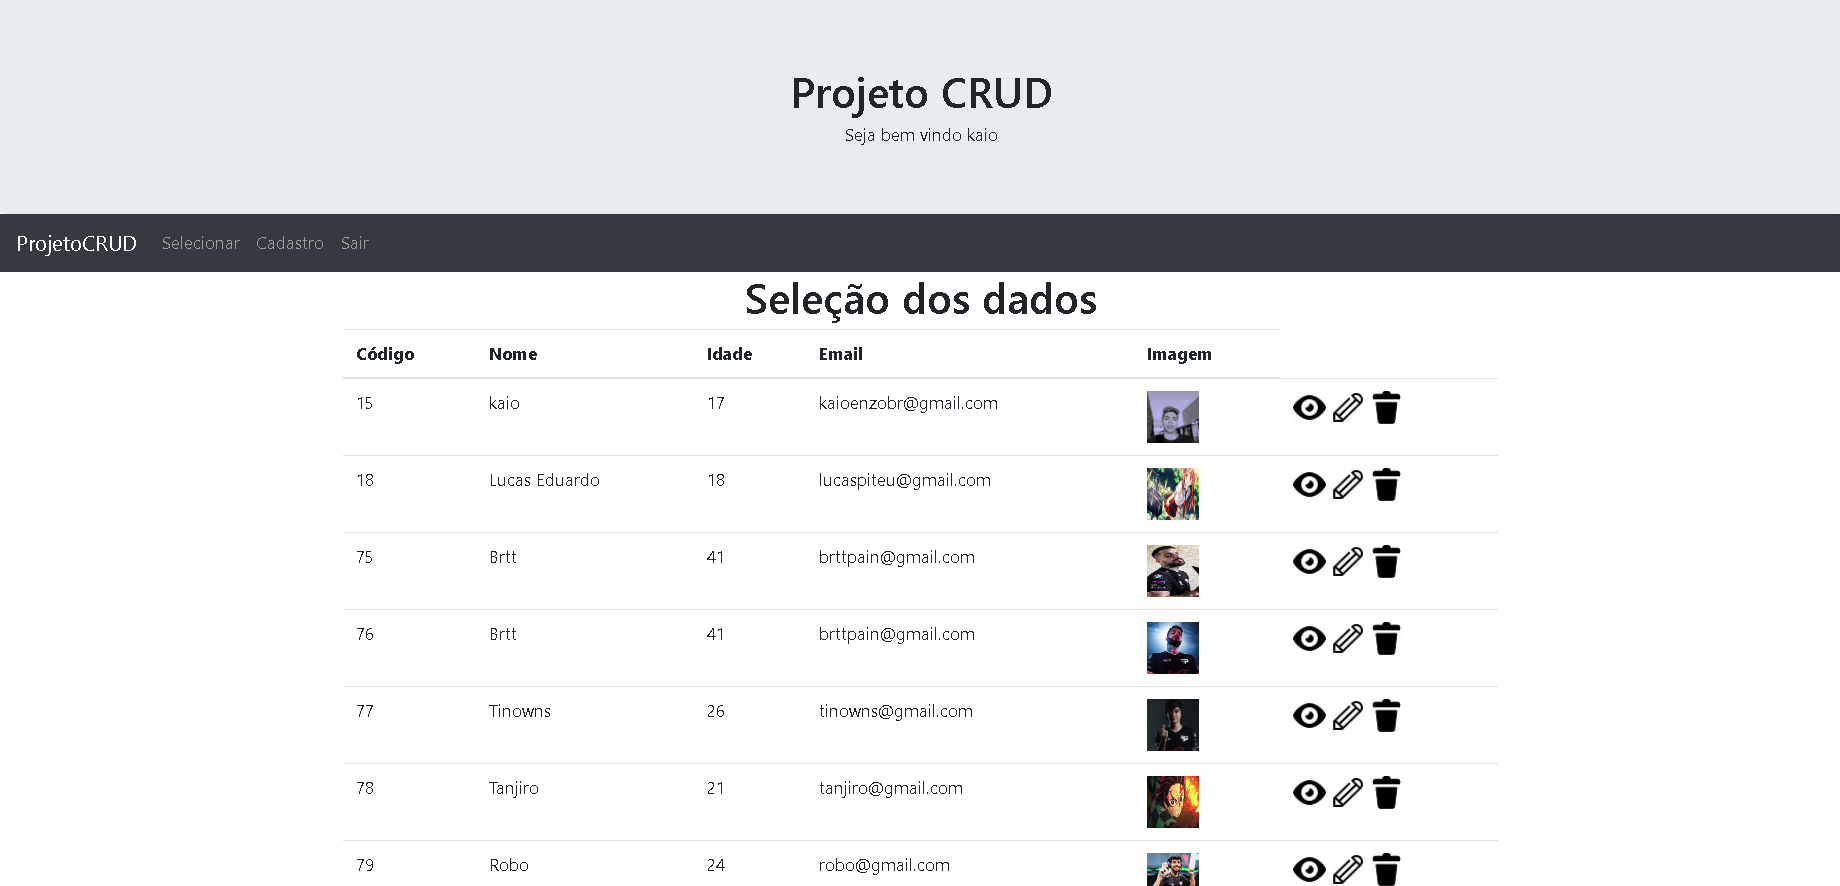 Projeto CRUD
Seja bem vindo kaio
ProjetoCRUD Selecionar Cadastro Sair
Seleção dos dados
Código Nome Idade Email Imagem
15 kaio 17 kaioenzobr@gmail.com
18 Lucas Eduardo 18 lucaspiteu@gmail.com
75 Brtt 41 brttpain@gmail.com
76 Brtt 41 brttpain@gmail.com
77 Tinowns 26 tinowns@gmail.com
78 Tanjiro 21 tanjiro@gmail.com
79 Robo 24 robo@gmail.com